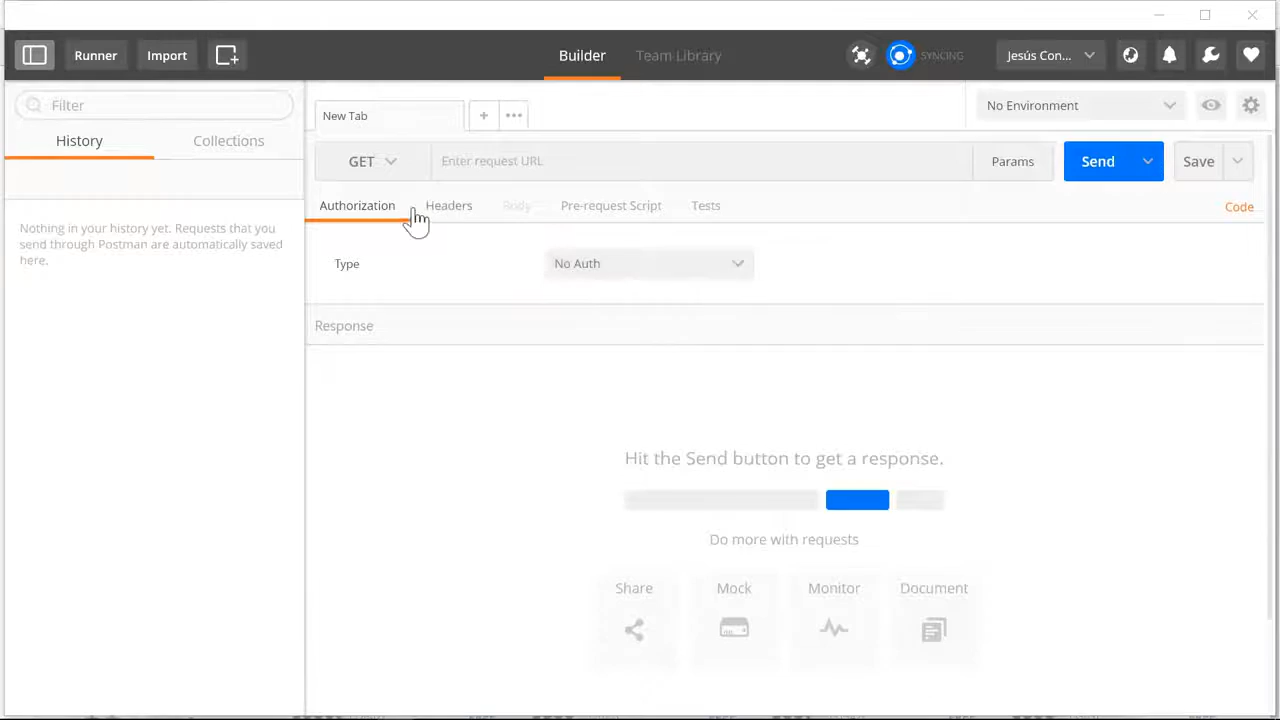 Runner
Import
Builder
Team Library
SYNCING
Jesús Con...
Filter
History
Collections
Nothing in your history yet. Requests that you
send through Postman are automatically saved
here.
New Tab
No Environment
GET
Enter request URL
Params
Send
Save
Authorization
Headers
Body
Pre-request Script
Tests
Code
Type
No Auth
Response
Hit the Send button to get a response.
Do more with requests
Share
Mock
Monitor
Document